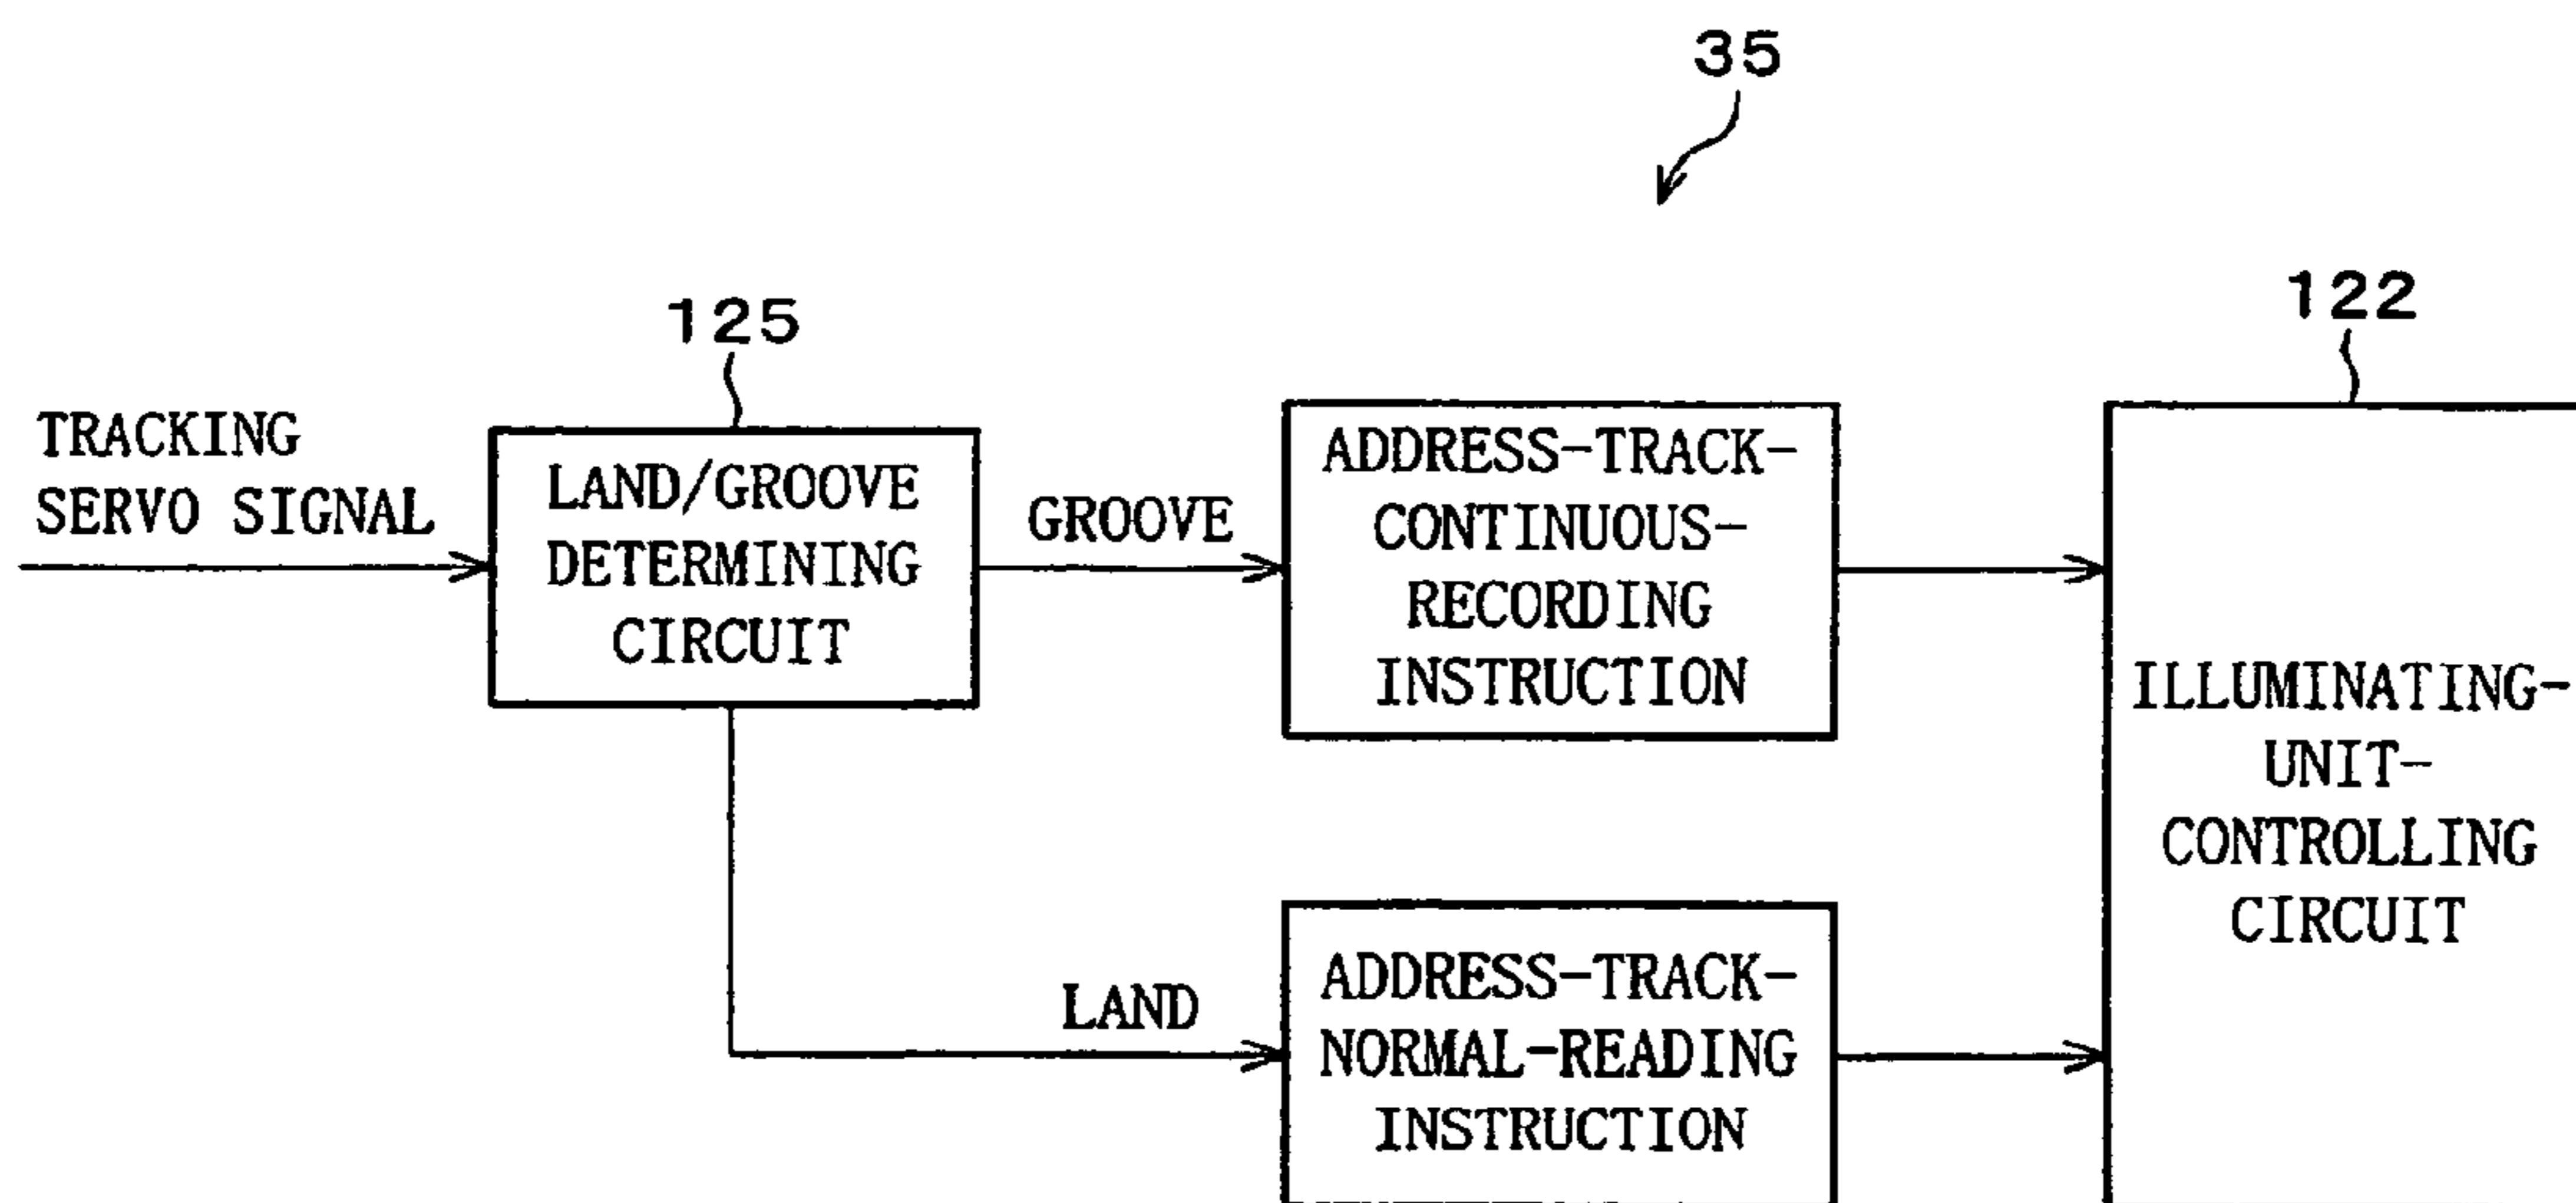 35
125
122
TRACKING
SERVO SIGNAL
LAND/GROOVE
DETERMINING
CIRCUIT
GROOVE
ADDRESS-TRACK-
CONTINUOUS-
RECORDING
INSTRUCTION
ILLUMINATING-
UNIT-
CONTROLLING
CIRCUIT
LAND
ADDRESS-TRACK-
NORMAL-READING
INSTRUCTION